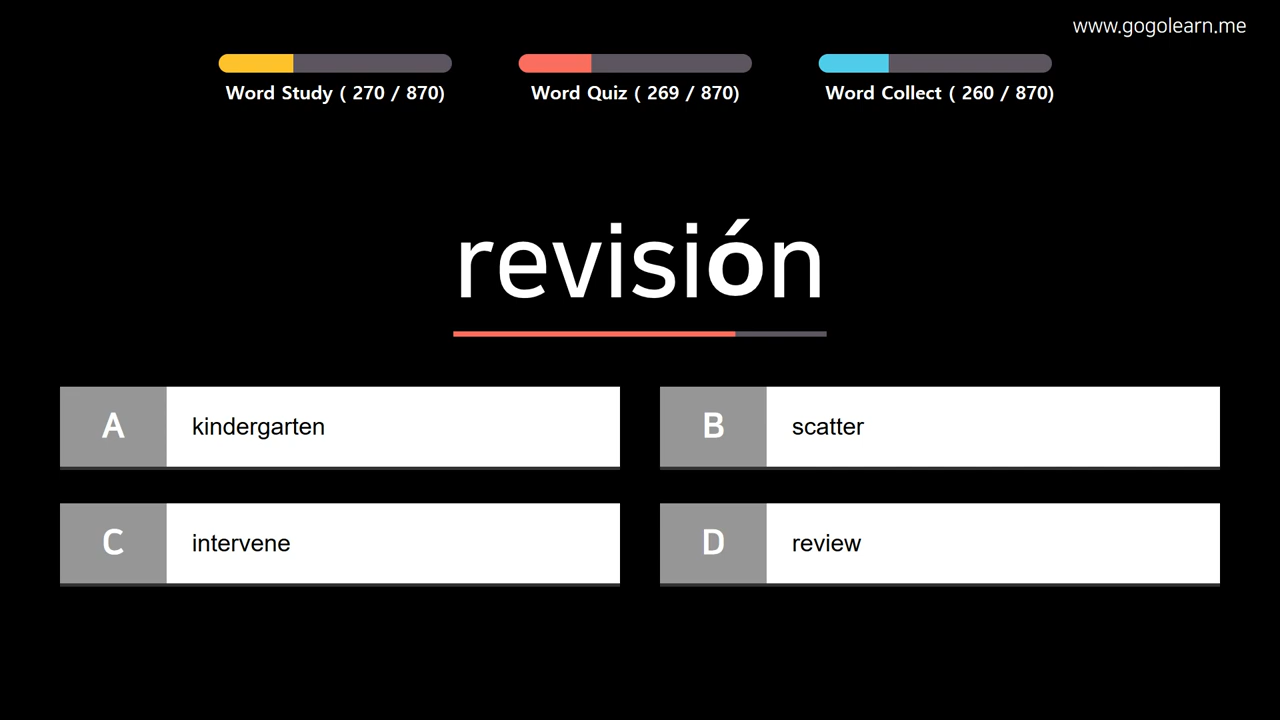 www.gogolearn.me
Word Study ( 270 / 870)
Word Quiz ( 269 / 870)
Word Collect ( 260 / 870)
revisión
A kindergarten
B scatter
C intervene
D review